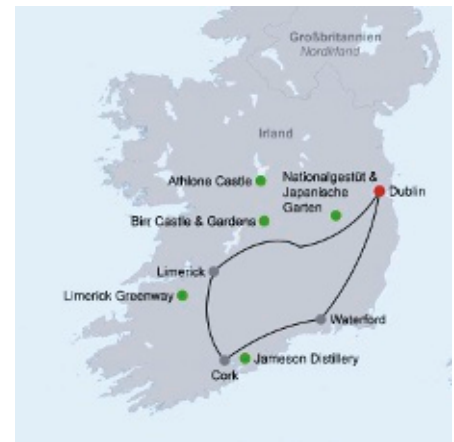 Großbritannien
Nordirland
Irland
Athlone Castle
Nationalgestüt &
Japanische
Garten
Dublin
Birr Castle & Gardens
Limerick
Limerick Greenway
Waterford
Jameson Distillery
Cork